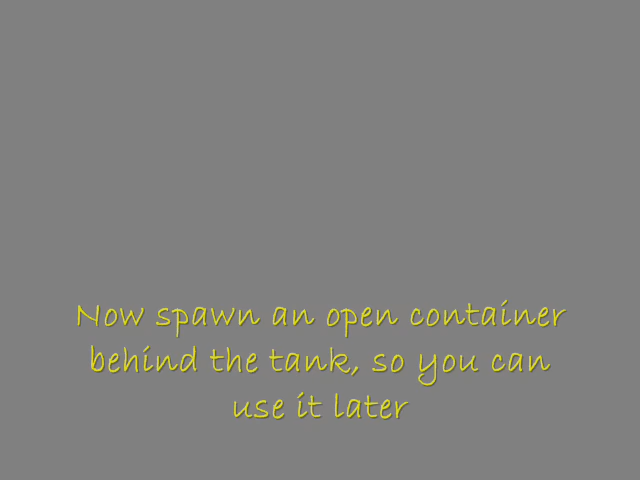 Now spawn an open container
behind the tank, so you can
use it later